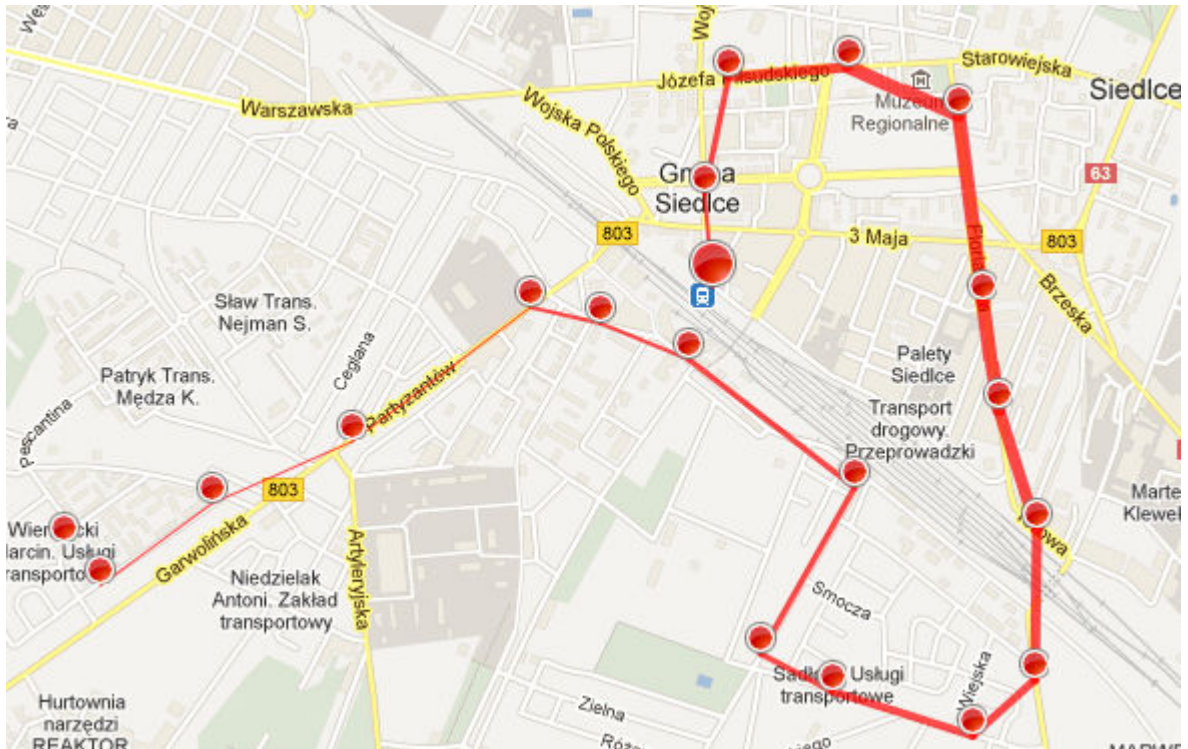 Starowiejska
Józefa Piłsudskiego
Siedlce
Warszawska
Wojska Polskiego
Muzeum
Regionalne
63
Siedlce
803
3 Maja
803
Sław Trans.
Nejman S.
Brzeska
Ceglana
Palety
Siedlce
Patryk Trans.
Mędza K.
Partyzantów
Transport
drogowy.
Przeprowadzki
803
Garwolińska
Artyleryjska
Niedzielak
Antoni. Zakład
transportowy
Smocza
Usługi
transportowe
Wiejska
Zielna
Hurtownia
narzędzi
REAKTOR